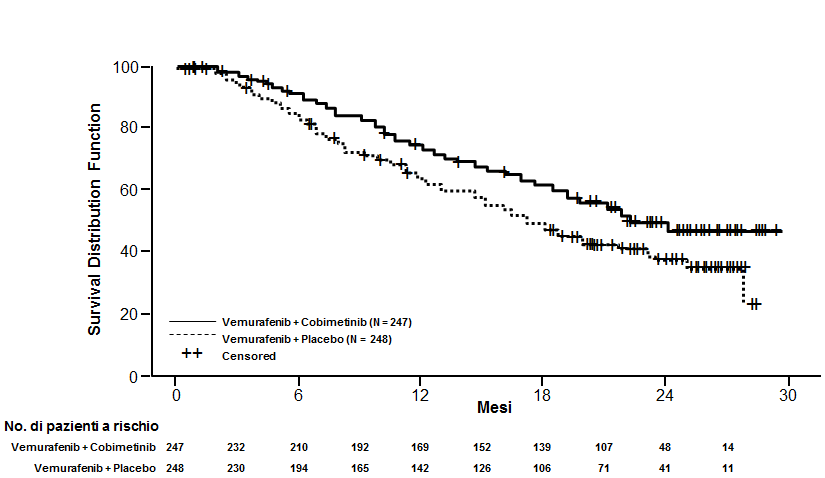 100
80
60
40
20
0
Survival Distribution Function
Vemurafenib + Cobimetinib (N = 247)
Vemurafenib + Placebo (N = 248)
++ Censored
0 6 12 18 24 30
Mesi
No. di pazienti a rischio
Vemurafenib + Cobimetinib 247 232 210 192 169 152 139 107 48 14
Vemurafenib + Placebo 248 230 194 165 142 126 106 71 41 11